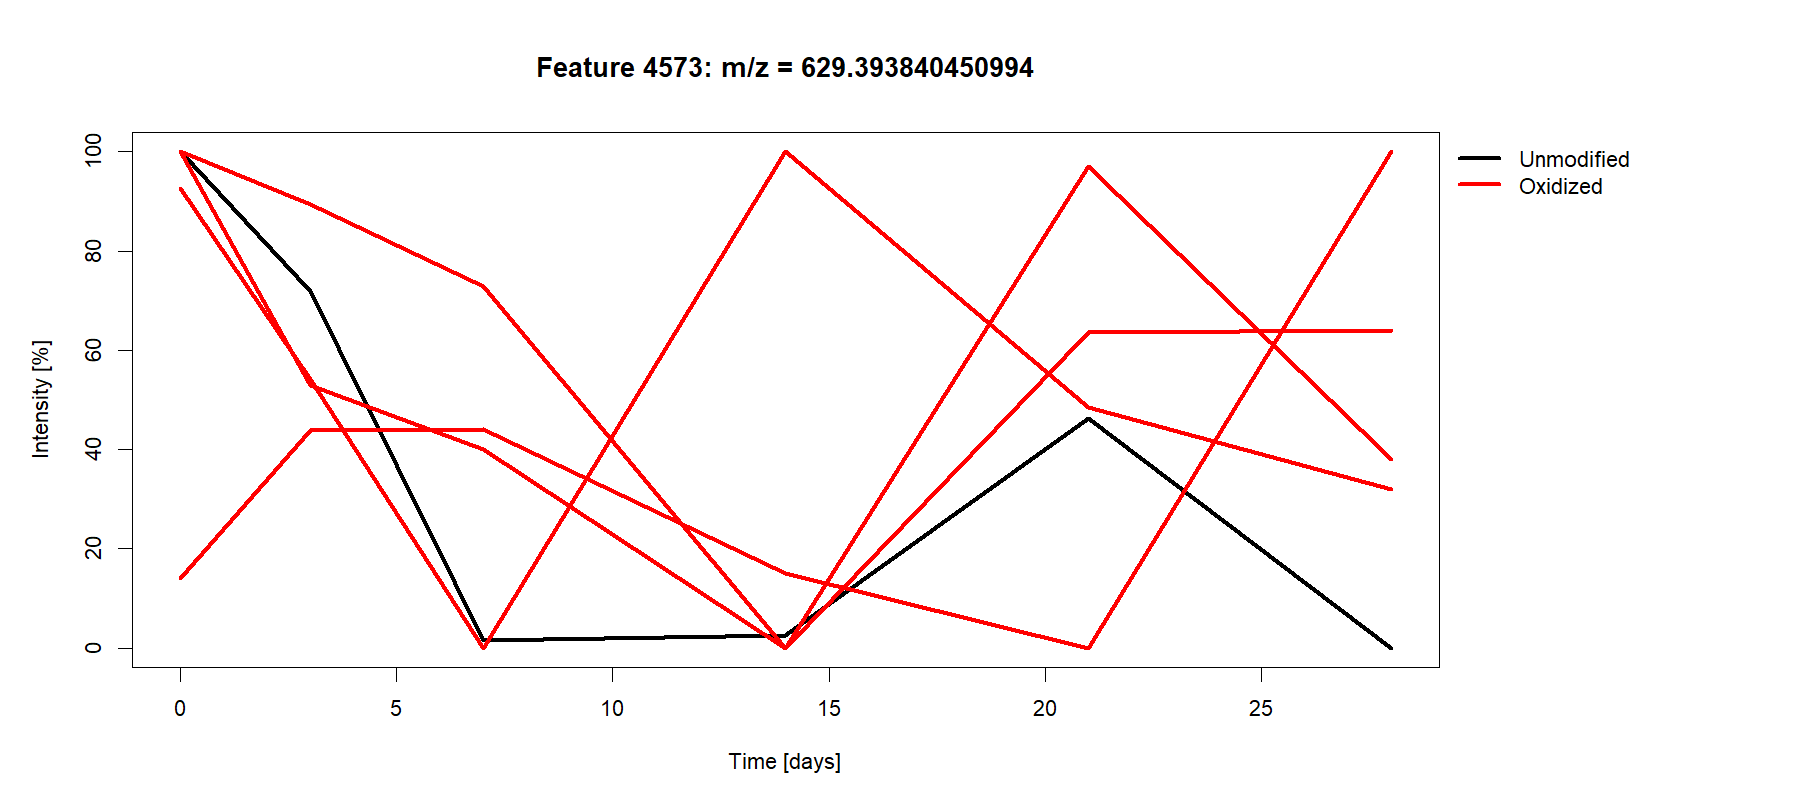 Feature 4573: m/z = 629.393840450994
Unmodified
Oxidized
Intensity [%]
100
80
60
40
20
0
0 5 10 15 20 25
Time [days]